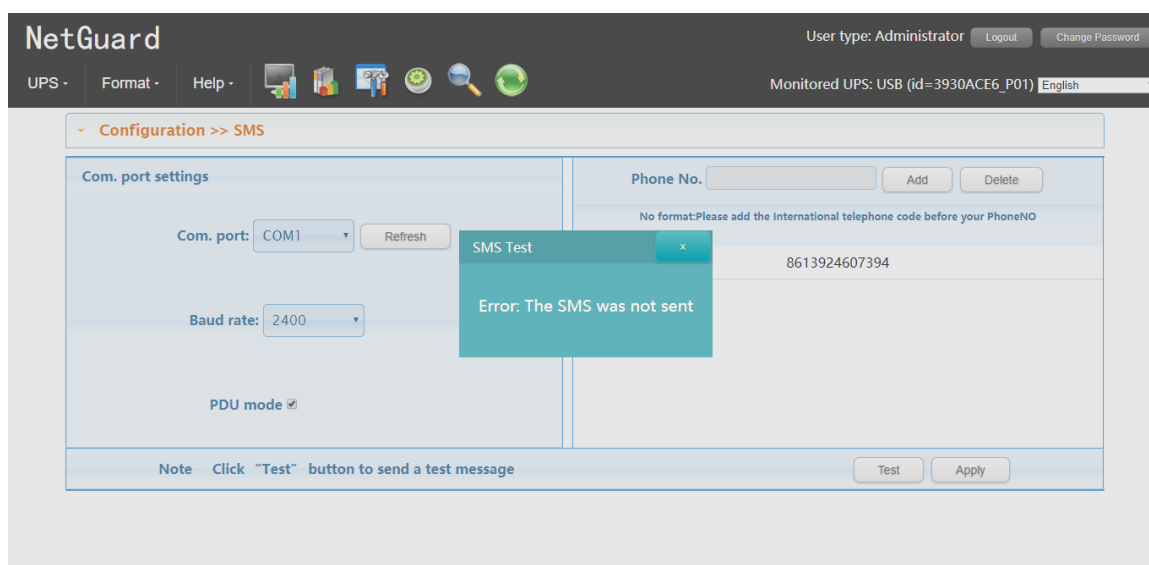 NetGuard
User type: Administrator Logout Change Password
UPS Format Help
Monitored UPS: USB (id=3930ACE6_P01) English
Configuration >> SMS
Com. port settings
Phone No. Add Delete
No format:Please add the International telephone code before your PhoneNO
Com. port: COM1 Refresh
SMS Test x
8613924607394
Error: The SMS was not sent
Baud rate: 2400
PDU mode
Note Click “Test” button to send a test message
Test Apply